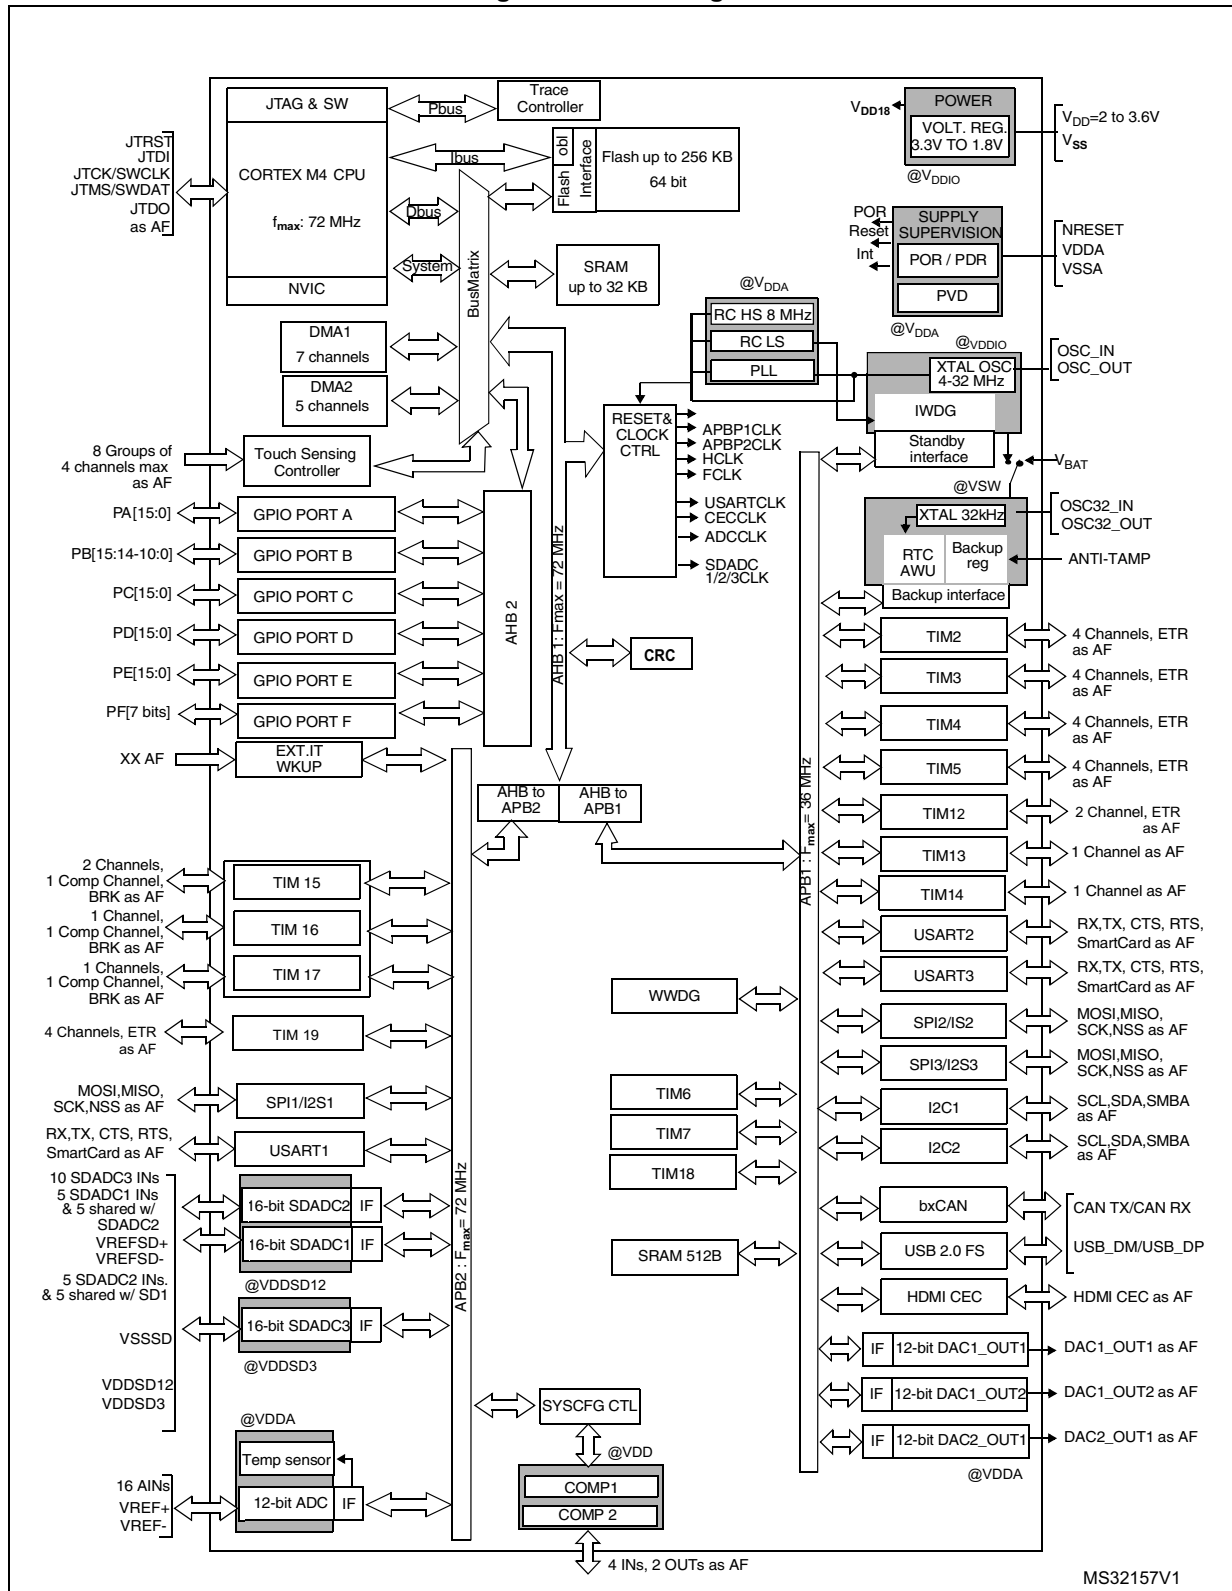 JTAG & SW
Pbus
Trace
Controller
JTRST
JTDI
JTCK/SWCLK
JTMS/SWDAT
JTDO
as AF
CORTEX M4 CPU
fmax: 72 MHz
NVIC
Ibus
Dbus
System
BusMatrix
Flash obl
Interface
Flash up to 256 KB
64 bit
SRAM
up to 32 KB
VDD18
POWER
VOLT. REG.
3.3V TO 1.8V
@VDDIO
VDD=2 to 3.6V
VSS
POR
Reset
Int
SUPPLY
SUPERVISION
POR / PDR
PVD
@VDDA
NRESET
VDDA
VSSA
@VDDA
RC HS 8 MHz
RC LS
PLL
@VDDIO
XTAL OSC
4-32 MHz
IWDG
Standby
interface
OSC_IN
OSC_OUT
VBAT
DMA1
7 channels
DMA2
5 channels
8 Groups of
4 channels max
as AF
Touch Sensing
Controller
RESET&
CLOCK
CTRL
APBP1CLK
APBP2CLK
HCLK
FCLK
USARTCLK
CECCLK
ADCCLK
SDADC
1/2/3CLK
@VSW
XTAL 32kHz
RTC
AWU
Backup
reg
Backup interface
OSC32_IN
OSC32_OUT
ANTI-TAMP
PA[15:0]
GPIO PORT A
PB[15:14-10:0]
GPIO PORT B
PC[15:0]
GPIO PORT C
PD[15:0]
GPIO PORT D
PE[15:0]
GPIO PORT E
PF[7 bits]
GPIO PORT F
AHB 2
AHB 1: Fmax = 72 MHz
CRC
XX AF
EXT.IT
WKUP
AHB to
APB2
AHB to
APB1
APB1 : Fmax= 36 MHz
TIM2
4 Channels, ETR
as AF
TIM3
4 Channels, ETR
as AF
TIM4
4 Channels, ETR
as AF
TIM5
4 Channels, ETR
as AF
TIM12
2 Channel, ETR
as AF
TIM13
1 Channel as AF
TIM14
1 Channel as AF
USART2
RX,TX, CTS, RTS,
SmartCard as AF
USART3
RX,TX, CTS, RTS,
SmartCard as AF
SPI2/IS2
MOSI,MISO,
SCK,NSS as AF
SPI3/I2S3
MOSI,MISO,
SCK,NSS as AF
I2C1
SCL,SDA,SMBA
as AF
I2C2
SCL,SDA,SMBA
as AF
bxCAN
CAN TX/CAN RX
USB 2.0 FS
USB_DM/USB_DP
HDMI CEC
HDMI CEC as AF
IF
12-bit DAC1_OUT1
DAC1_OUT1 as AF
IF
12-bit DAC1_OUT2
DAC1_OUT2 as AF
IF
12-bit DAC2_OUT1
DAC2_OUT1 as AF
@VDDA
WWDG
TIM6
TIM7
TIM18
SRAM 512B
2 Channels,
1 Comp Channel,
BRK as AF
TIM 15
1 Channel,
1 Comp Channel,
BRK as AF
TIM 16
1 Channels,
1 Comp Channel,
BRK as AF
TIM 17
4 Channels, ETR
as AF
TIM 19
MOSI,MISO,
SCK,NSS as AF
SPI1/I2S1
RX,TX, CTS, RTS,
SmartCard as AF
USART1
APB2 : Fmax= 72 MHz
10 SDADC3 INs
5 SDADC1 INs
& 5 shared w/
SDADC2
VREFSD+
VREFSD-
5 SDADC2 INs.
& 5 shared w/ SD1
VSSSD
VDDSD12
VDDSD3
16-bit SDADC2
IF
16-bit SDADC1
IF
@VDDSD12
16-bit SDADC3
IF
@VDDSD3
@VDDA
Temp sensor
12-bit ADC
IF
16 AINs
VREF+
VREF-
SYSCFG CTL
@VDD
COMP1
COMP 2
4 INs, 2 OUTs as AF
MS32157V1